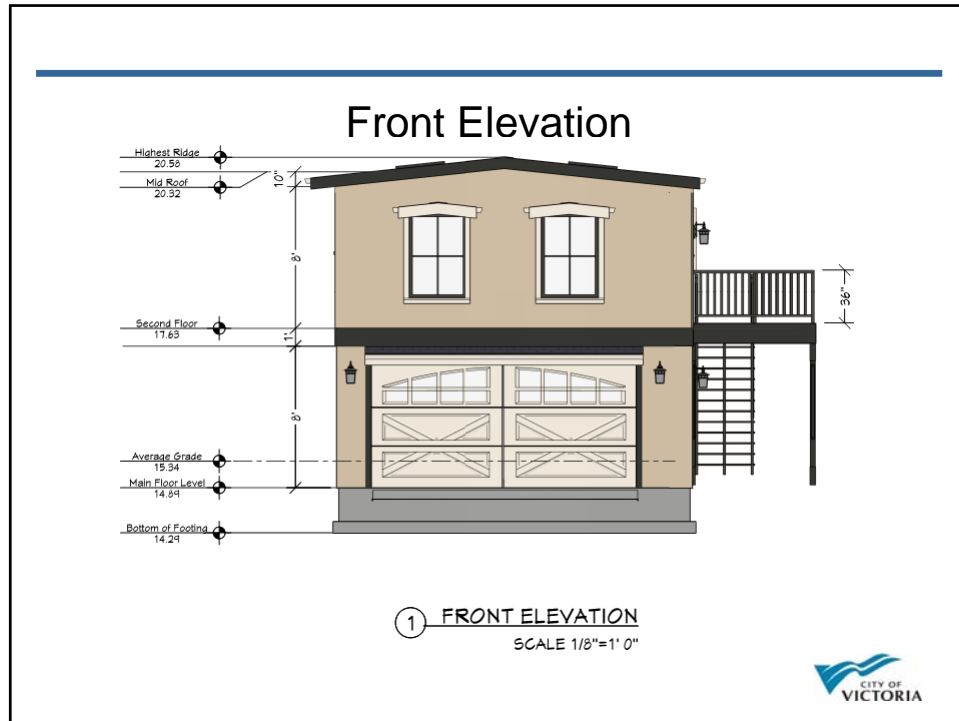 Front Elevation
Highest Ridge
20.58
Mid Roof
20.32
10"
8'
Second Floor
17.63
1'
36"
8'
Average Grade
15.34
Main Floor Level
14.89
Bottom of Footing
14.29
1 FRONT ELEVATION
SCALE 1/8"=1' 0"
CITY OF
VICTORIA